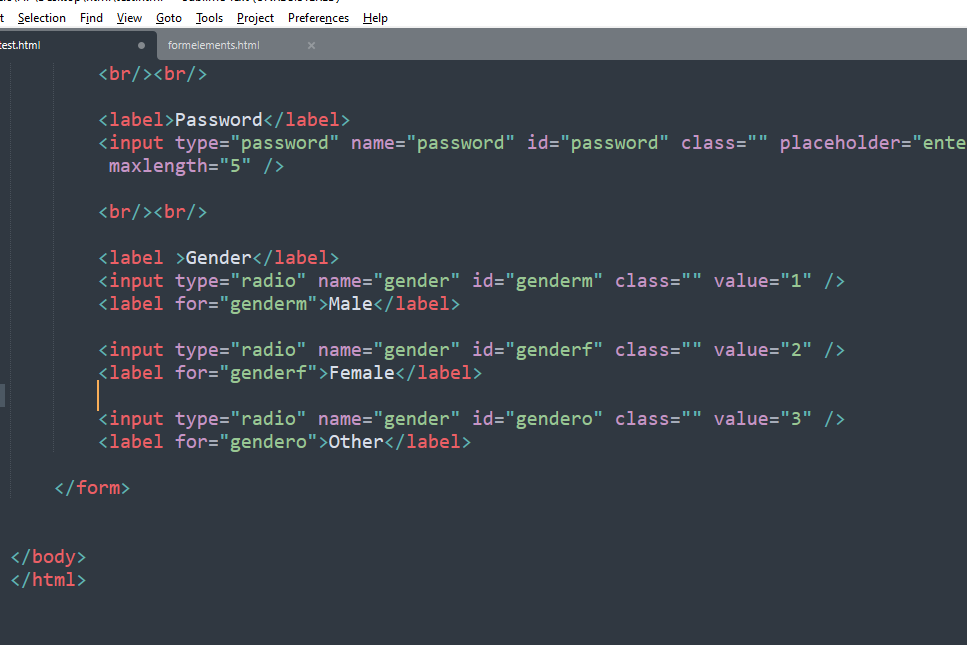 t Selection Find View Goto Tools Project Preferences Help
test.html formelements.html
<br/><br/>
<label>Password</label>
<input type="password" name="password" id="password" class="" placeholder="ente
maxlength="5" />
<br/><br/>
<label >Gender</label>
<input type="radio" name="gender" id="genderm" class="" value="1" />
<label for="genderm">Male</label>
<input type="radio" name="gender" id="genderf" class="" value="2" />
<label for="genderf">Female</label>
<input type="radio" name="gender" id="gendero" class="" value="3" />
<label for="gendero">Other</label>
</form>
</body>
</html>